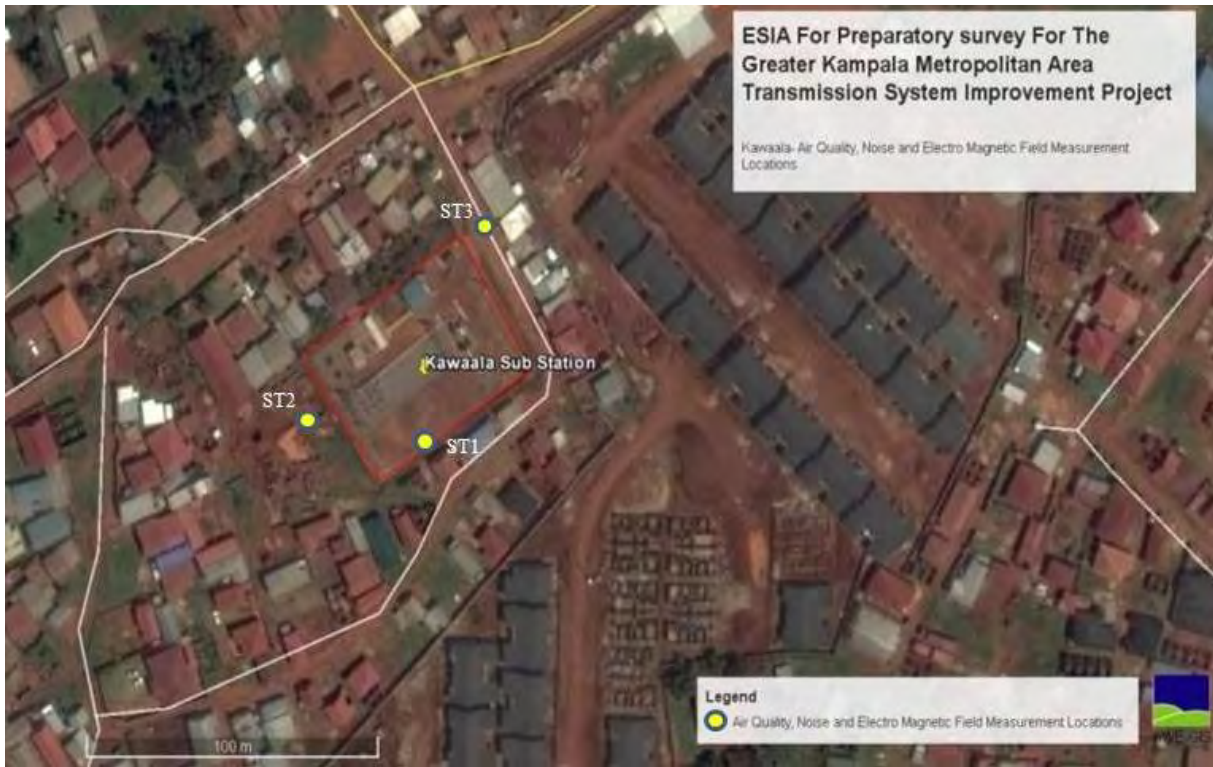 ESIA For Preparatory survey For The
Greater Kampala Metropolitan Area
Transmission System Improvement Project
Kawaala- Air Quality, Noise and Electro Magnetic Field Measurement
Locations
ST3
Kawaala Sub Station
ST2
ST1
Legend
Air Quality, Noise and Electro Magnetic Field Measurement Locations
100 m